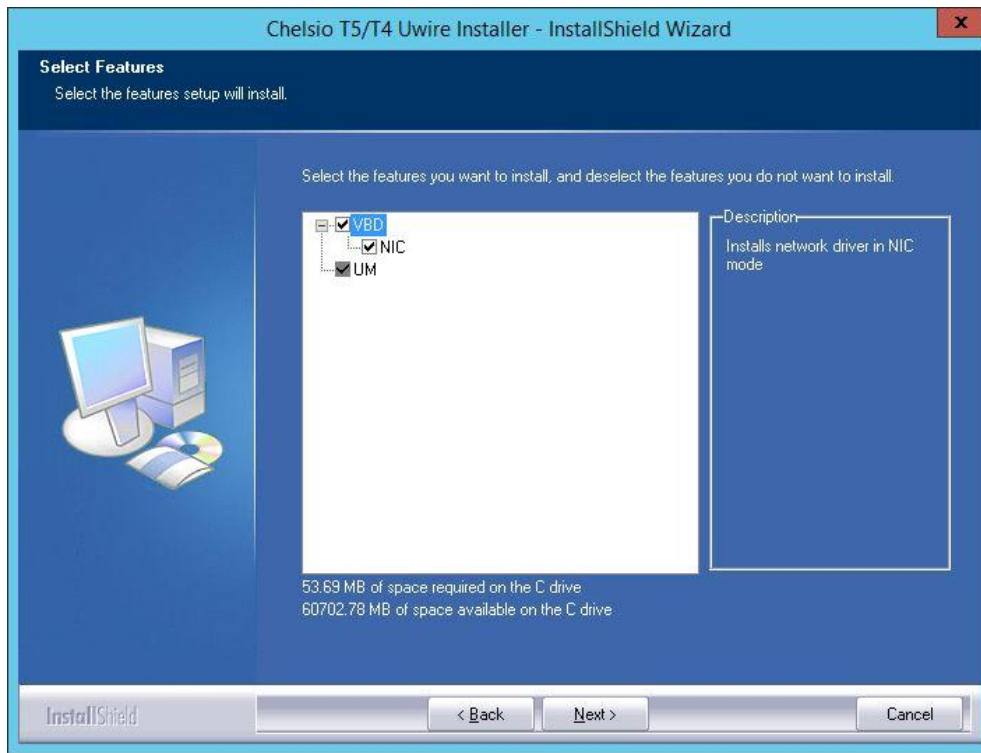 Chelsio T5/T4 Uwire Installer - InstallShield Wizard
x
Select Features
Select the features setup will install.
Select the features you want to install, and deselect the features you do not want to install.
VBD
NIC
UM
Description
Installs network driver in NIC
mode
53.69 MB of space required on the C drive
60702.78 MB of space available on the C drive
InstallShield
< Back
Next >
Cancel